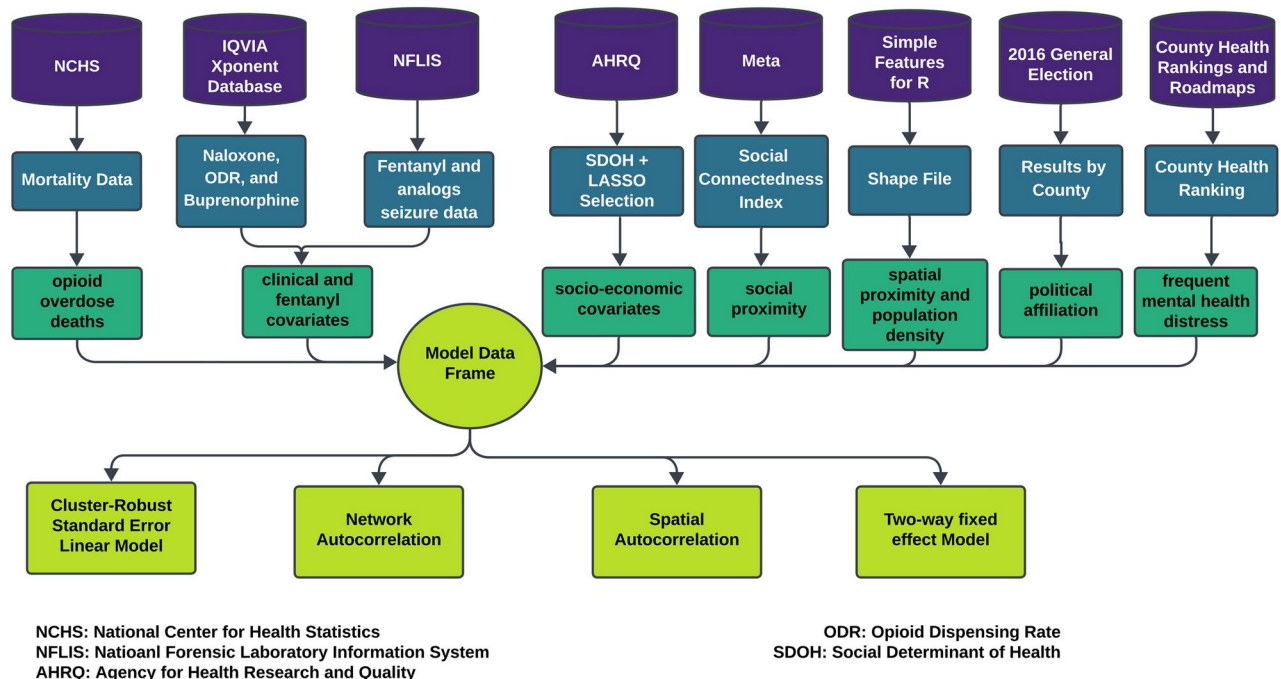 NCHS
IQVIA
Xponent
Database
NFLIS
AHRQ
Meta
Simple
Features
for R
2016 General
Election
County Health
Rankings and
Roadmaps
Mortality Data
Naloxone,
ODR, and
Buprenorphine
Fentanyl and
analogs
seizure data
SDOH +
LASSO
Selection
Social
Connectedness
Index
Shape File
Results by
County
County Health
Ranking
opioid
overdose
deaths
clinical and
fentanyl
covariates
socio-economic
covariates
social
proximity
spatial
proximity and
population
density
political
affiliation
frequent
mental health
distress
Model Data
Frame
Cluster-Robust
Standard Error
Linear Model
Network
Autocorrelation
Spatial
Autocorrelation
Two-way fixed
effect Model
NCHS: National Center for Health Statistics
NFLIS: Natioanl Forensic Laboratory Information System
AHRQ: Agency for Health Research and Quality
ODR: Opioid Dispensing Rate
SDOH: Social Determinant of Health